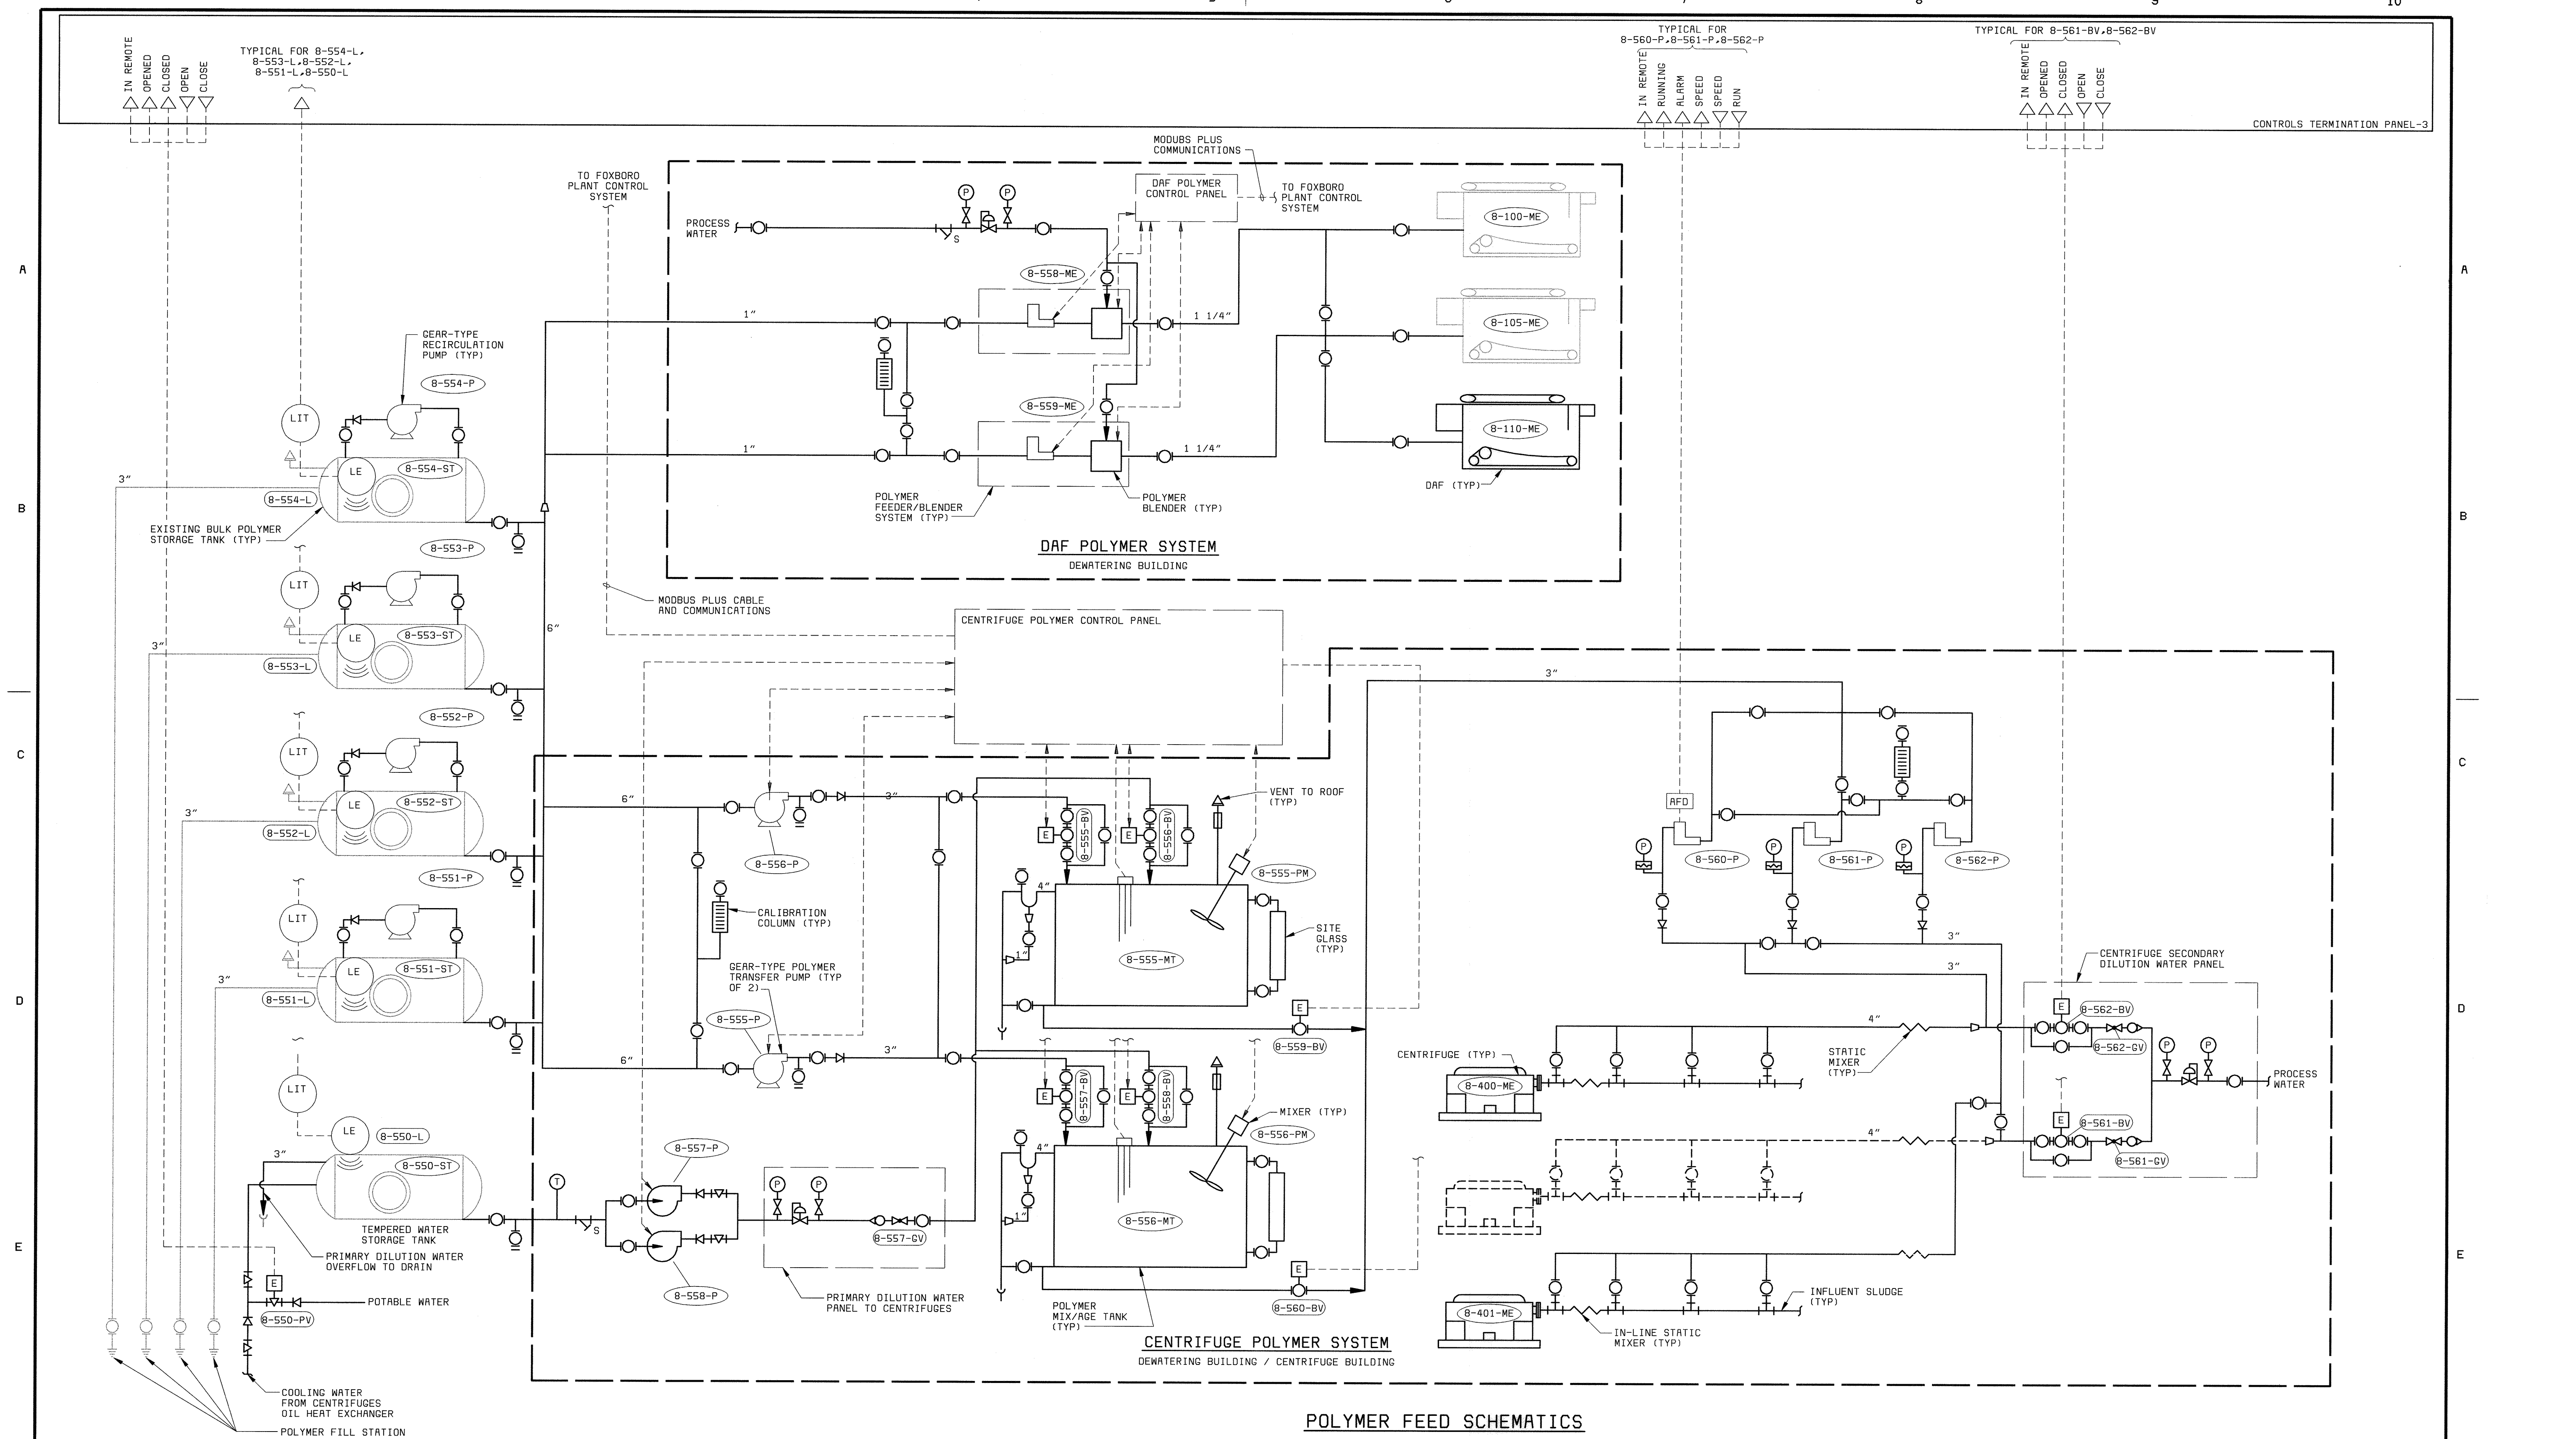 6
7
8
9
10
IN REMOTE
OPENED
CLOSED
OPEN
CLOSE
TYPICAL FOR 8-554-L,
8-553-L,8-552-L,
8-551-L,8-550-L
TYPICAL FOR
8-560-P,8-561-P,8-562-P
IN REMOTE
RUNNING
ALARM
SPEED
SPEED
RUN
TYPICAL FOR 8-561-BV,8-562-BV
IN REMOTE
OPENED
CLOSED
OPEN
CLOSE
CONTROLS TERMINATION PANEL-3
MODUBS PLUS
COMMUNICATIONS
TO FOXBORO
PLANT CONTROL
SYSTEM
DAF POLYMER
CONTROL PANEL
TO FOXBORO
PLANT CONTROL
SYSTEM
PROCESS
WATER
P
P
S
8-100-ME
A
A
8-558-ME
1"
1 1/4"
8-105-ME
GEAR-TYPE
RECIRCULATION
PUMP (TYP)
8-554-P
LIT
8-559-ME
1"
1 1/4"
8-110-ME
LE
8-554-ST
3"
8-554-L
POLYMER
FEEDER/BLENDER
SYSTEM (TYP)
POLYMER
BLENDER (TYP)
DAF (TYP)
B
B
EXISTING BULK POLYMER
STORAGE TANK (TYP)
8-553-P
DAF POLYMER SYSTEM
DEWATERING BUILDING
LIT
MODBUS PLUS CABLE
AND COMMUNICATIONS
CENTRIFUGE POLYMER CONTROL PANEL
LE
8-553-ST
6"
3"
8-553-L
3"
8-552-P
LIT
C
C
VENT TO ROOF
(TYP)
6"
3"
LE
8-552-ST
3"
8-552-L
8-556-P
E
8-555-BV
E
8-556-BV
8-555-PM
AFD
P
8-560-P
P
8-561-P
P
8-562-P
8-551-P
LIT
CALIBRATION
COLUMN (TYP)
4"
SITE
GLASS
(TYP)
1"
8-555-MT
3"
3"
LE
8-551-ST
3"
8-551-L
GEAR-TYPE POLYMER
TRANSFER PUMP (TYP
OF 2)
CENTRIFUGE SECONDARY
DILUTION WATER PANEL
D
D
8-555-P
E
8-559-BV
4"
E
8-562-BV
8-562-GV
P
P
PROCESS
WATER
STATIC
MIXER
(TYP)
CENTRIFUGE (TYP)
8-400-ME
6"
3"
LIT
E
8-557-BV
E
8-558-BV
MIXER (TYP)
8-556-PM
4"
E
8-561-BV
8-561-GV
LE
8-550-L
3"
8-550-ST
8-557-P
T
S
P
P
8-557-GV
4"
1"
8-556-MT
TEMPERED WATER
STORAGE TANK
PRIMARY DILUTION WATER
OVERFLOW TO DRAIN
E
E
E
POTABLE WATER
8-550-PV
8-558-P
PRIMARY DILUTION WATER
PANEL TO CENTRIFUGES
POLYMER
MIX/AGE TANK
(TYP)
E
8-560-BV
8-401-ME
INFLUENT SLUDGE
(TYP)
IN-LINE STATIC
MIXER (TYP)
CENTRIFUGE POLYMER SYSTEM
DEWATERING BUILDING / CENTRIFUGE BUILDING
COOLING WATER
FROM CENTRIFUGES
OIL HEAT EXCHANGER
POLYMER FILL STATION
POLYMER FEED SCHEMATICS